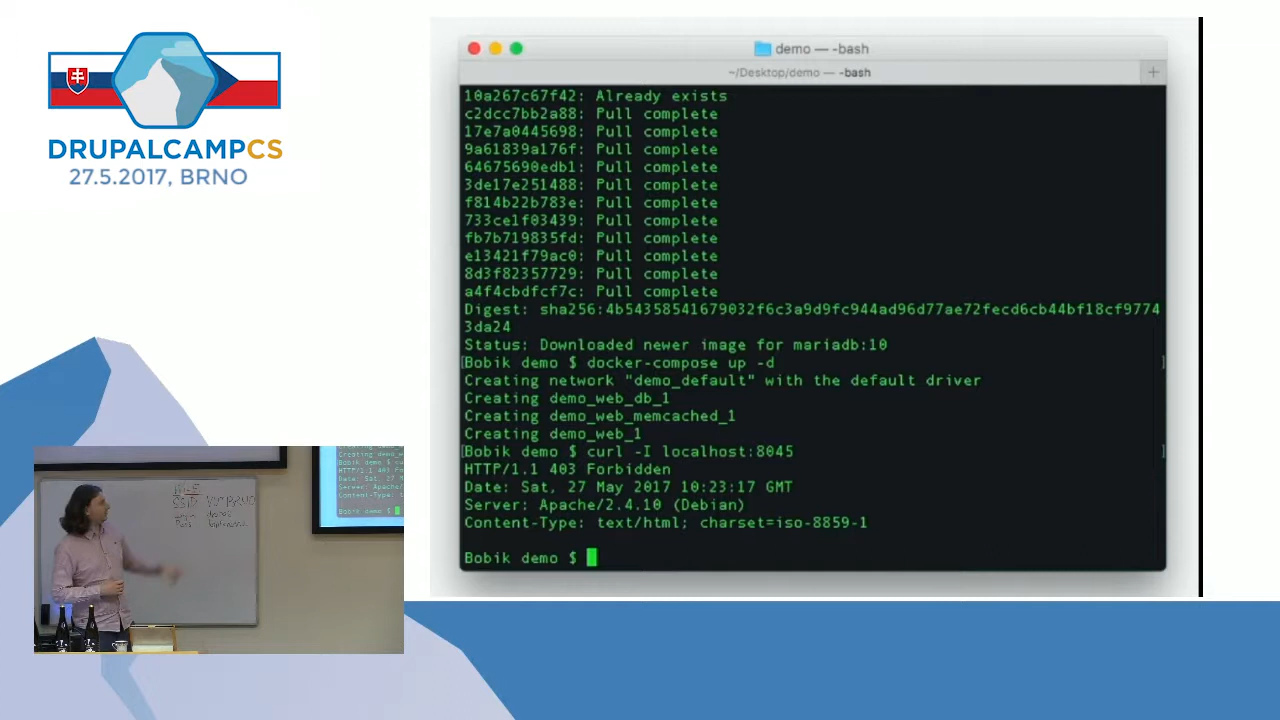 DRUPALCAMPCS
27.5.2017, BRNO
demo — -bash
~/Desktop/demo — -bash
10a267c67f42: Already exists
c2dcc7bb2a88: Pull complete
17e7a0445698: Pull complete
9a61839a176f: Pull complete
64675690edb1: Pull complete
3de17e251488: Pull complete
f814b22b783e: Pull complete
733ce1f03439: Pull complete
fb7b719835fd: Pull complete
e13421f79ac0: Pull complete
8d3f82357729: Pull complete
a4f4cbdfcf7c: Pull complete
Digest: sha256:4b54358541679032f6c3a9d9fc944ad96d77ae72fecd6cb44bf18cf9774
3da24
Status: Downloaded newer image for mariadb:10
[Bobik demo $ docker-compose up -d ]
Creating network "demo_default" with the default driver
Creating demo_web_db_1
Creating demo_web_memcached_1
Creating demo_web_1
[Bobik demo $ curl -I localhost:8045 ]
HTTP/1.1 403 Forbidden
Date: Sat, 27 May 2017 10:23:17 GMT
Server: Apache/2.4.10 (Debian)
Content-Type: text/html; charset=iso-8859-1
Bobik demo $